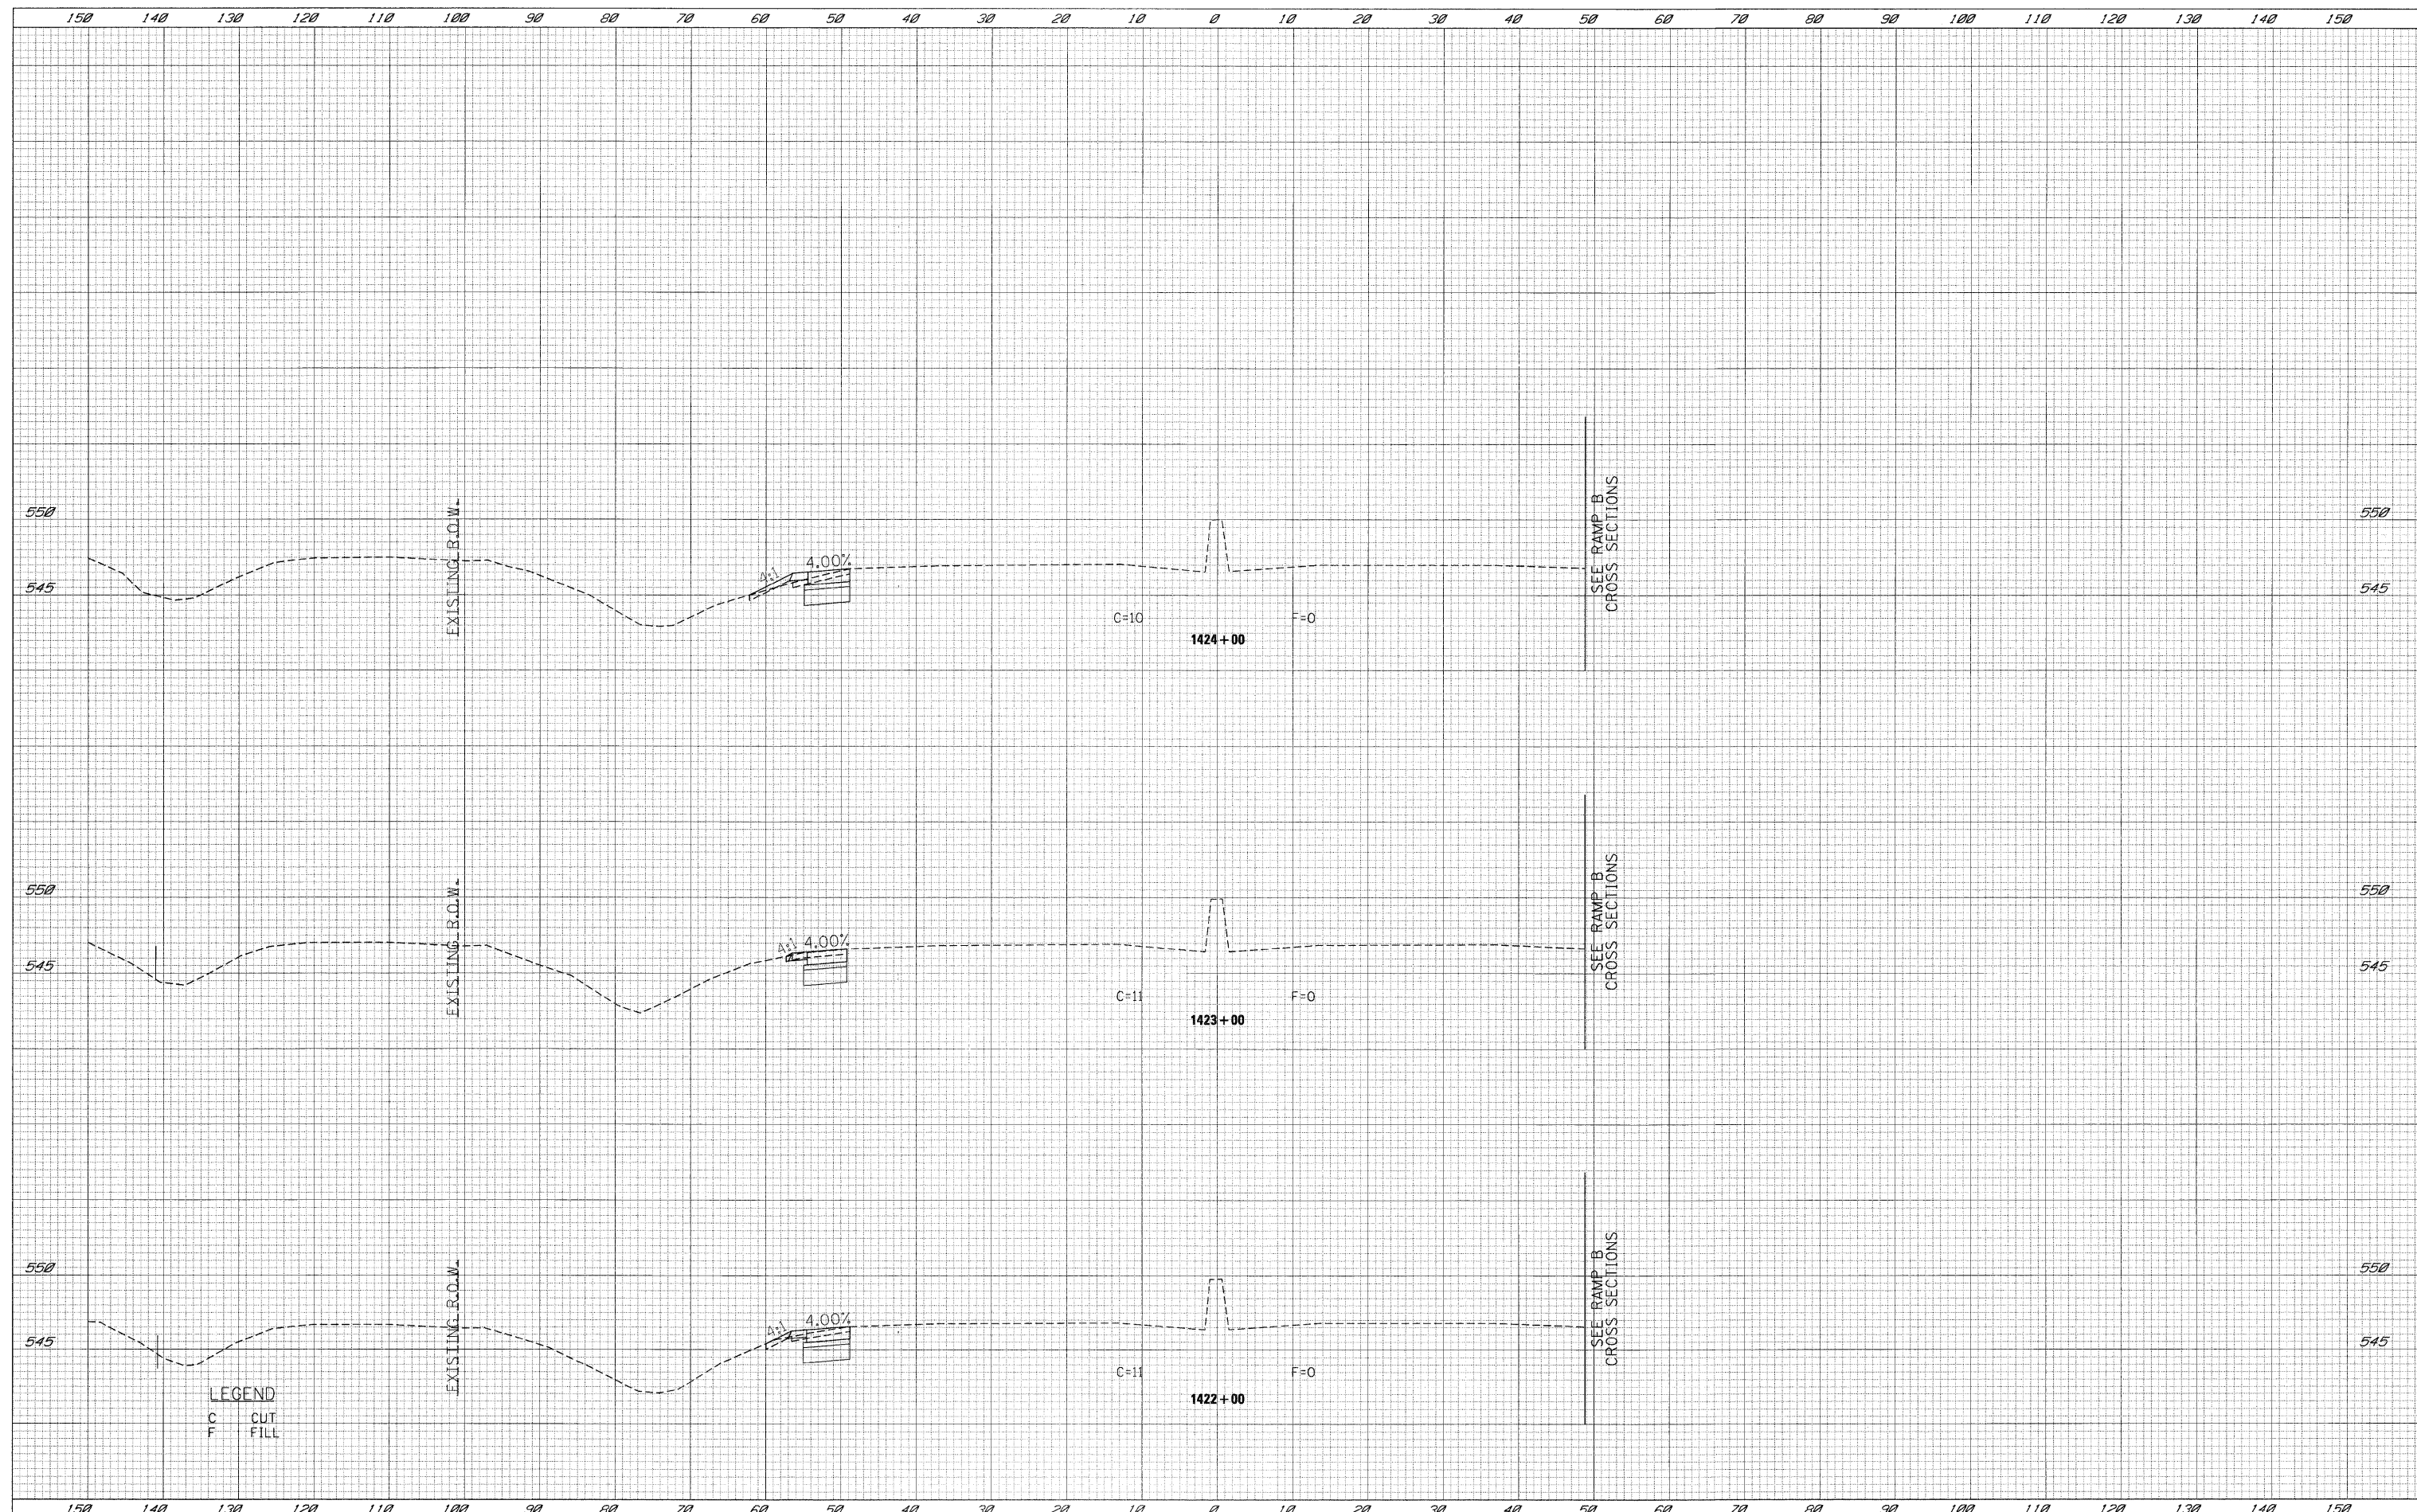 150 140 130 120 110 100 90 80 70 60 50 40 30 20 10 0 10 20 30 40 50 60 70 80 90 100 110 120 130 140 150
550 EXISTING R.O.W. SEE RAMP B 550
CROSS SECTIONS
4:1 4.00%
545 545
C=10 F=0
1424+00
550 EXISTING R.O.W. SEE RAMP B 550
CROSS SECTIONS
4:1 4.00%
545 545
C=11 F=0
1423+00
550 EXISTING R.O.W. SEE RAMP B 550
CROSS SECTIONS
4:1 4.00%
545 545
C=11 F=0
1422+00
LEGEND
C CUT
F FILL
150 140 130 120 110 100 90 80 70 60 50 40 30 20 10 0 10 20 30 40 50 60 70 80 90 100 110 120 130 140 150